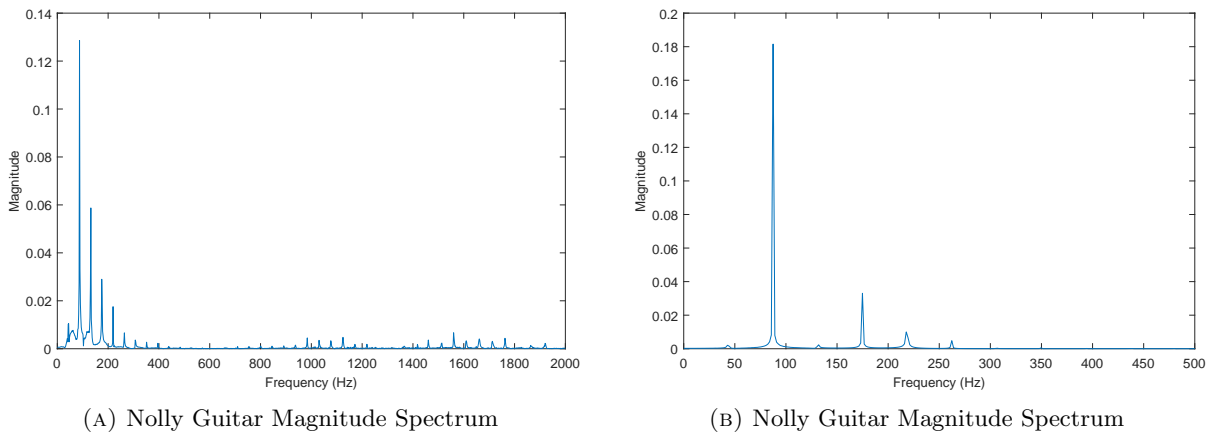 0.14
0.12
0.1
0.08
0.06
0.04
0.02
0
Magnitude
0 200 400 600 800 1000 1200 1400 1600 1800 2000
Frequency (Hz)
(A) Nolly Guitar Magnitude Spectrum
0.2
0.18
0.16
0.14
0.12
0.1
0.08
0.06
0.04
0.02
0
Magnitude
0 50 100 150 200 250 300 350 400 450 500
Frequency (Hz)
(B) Nolly Guitar Magnitude Spectrum